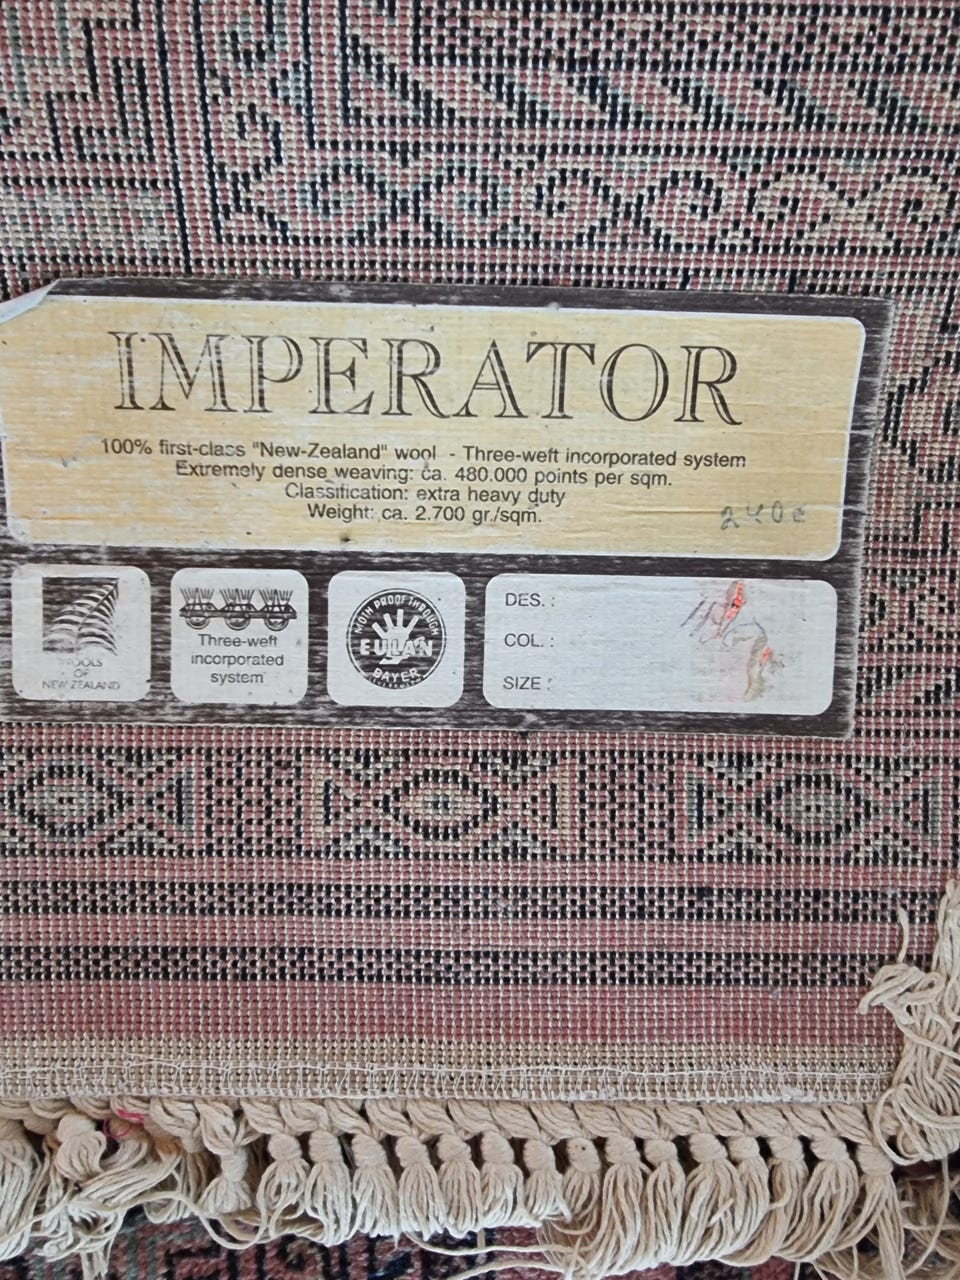 IMPERATOR
100% first-class "New-Zealand" wool - Three-weft incorporated system
Extremely dense weaving: ca. 480.000 points per sqm.
Classification: extra heavy duty
Weight: ca. 2.700 gr./sqm.
WOOLS
OF
NEW ZEALAND
Three-weft
incorporated
system
MOTH PROOF THROUGH
EULAN
BAYER
DES. :
COL. :
SIZE :